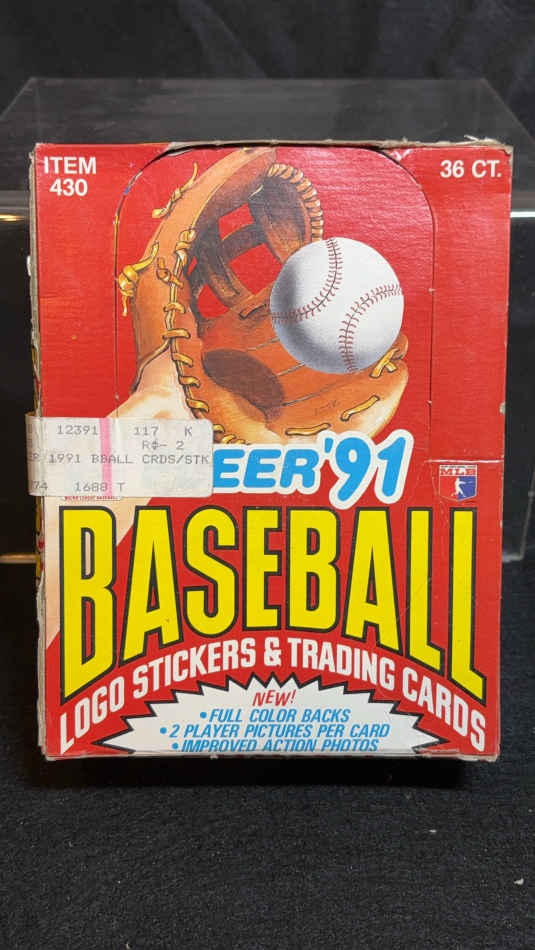 ITEM
430
36 CT.
12391 117 K
R¢- 2
1991 BBALL CRDS/STK
74 1688 T
EER '91
MLB
BASEBALL
LOGO STICKERS & TRADING CARDS
NEW!
•FULL COLOR BACKS
•2 PLAYER PICTURES PER CARD
•IMPROVED ACTION PHOTOS